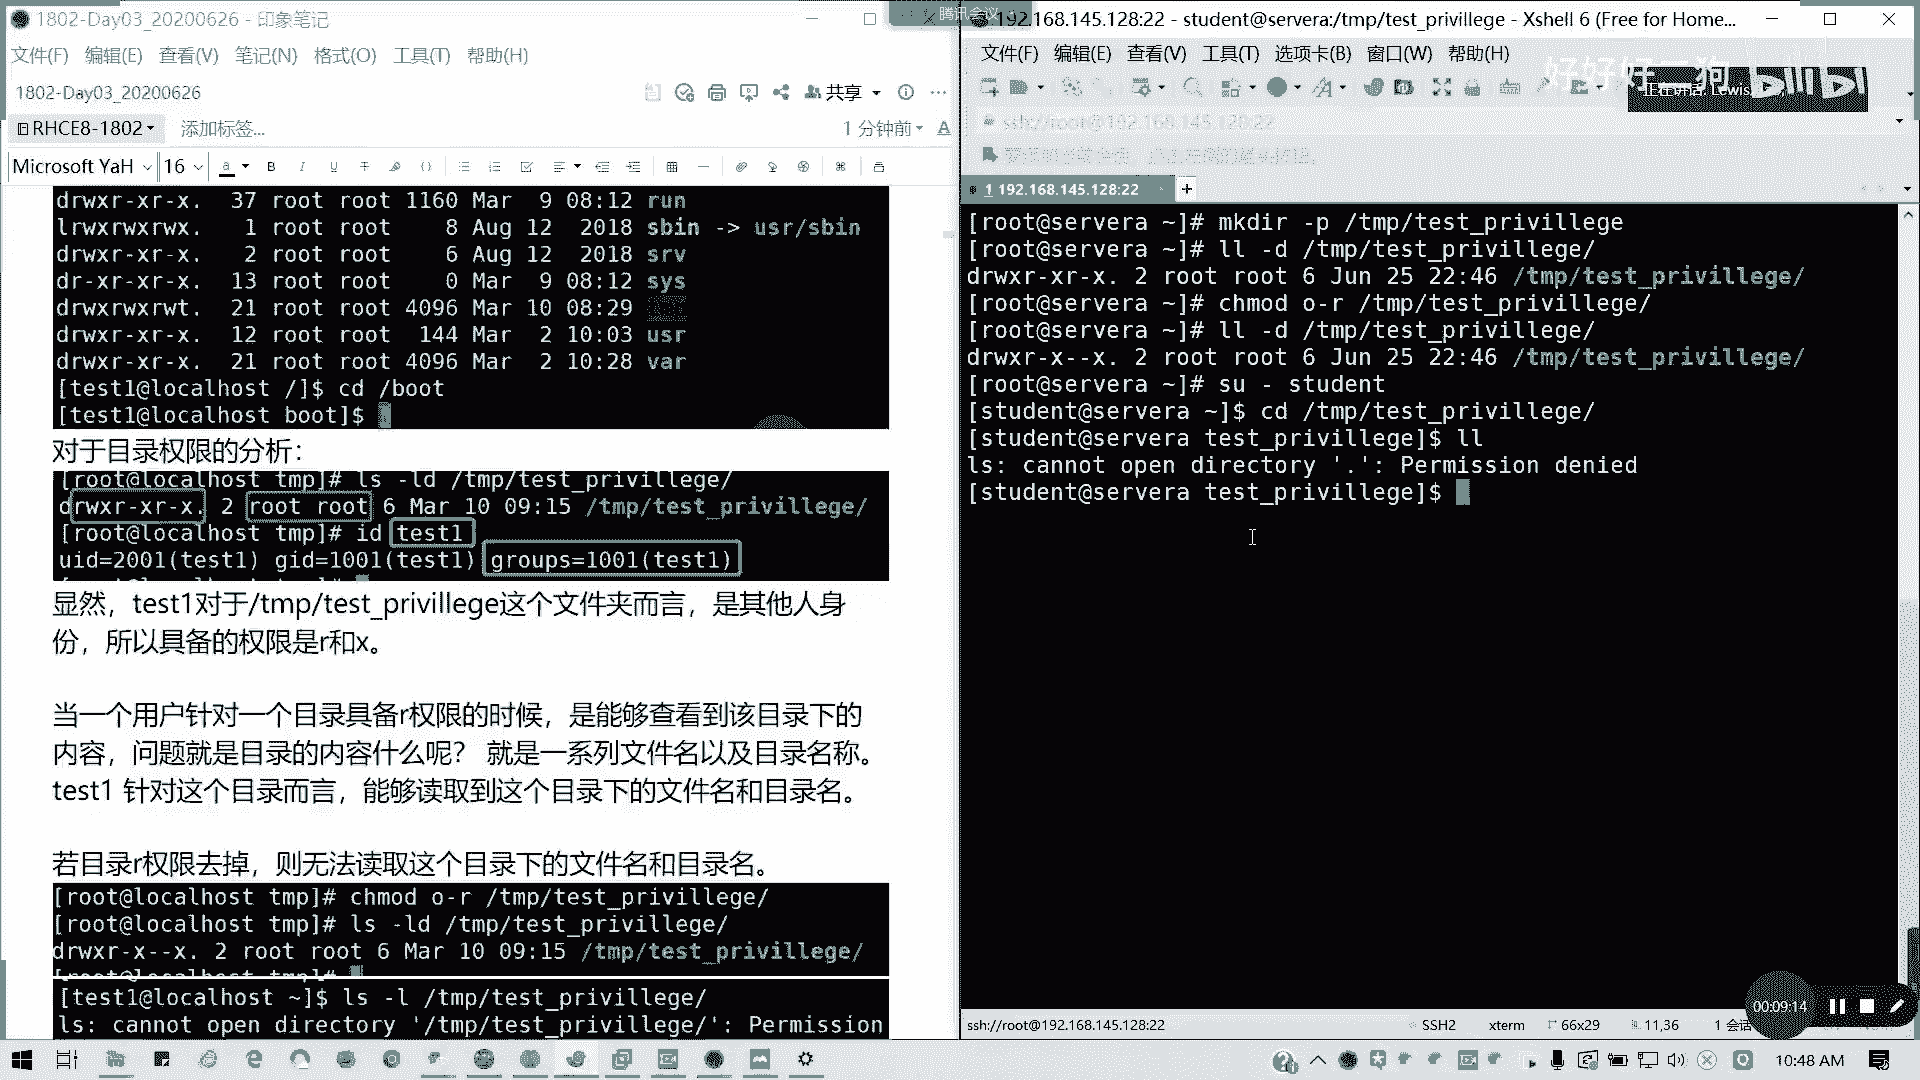 1802-Day03_20200626 - 印象笔记
文件(F) 编辑(E) 查看(V) 笔记(N) 格式(O) 工具(T) 帮助(H)
1802-Day03_20200626
共享
RHCE8-1802
添加标签...
1 分钟前
Microsoft YaH 16
drwxr-xr-x. 37 root root 1160 Mar 9 08:12 run
lrwxrwxrwx. 1 root root 8 Aug 12 2018 sbin -> usr/sbin
drwxr-xr-x. 2 root root 6 Aug 12 2018 srv
dr-xr-xr-x. 13 root root 0 Mar 9 08:12 sys
drwxrwxrwt. 21 root root 4096 Mar 10 08:29
drwxr-xr-x. 12 root root 144 Mar 2 10:03 usr
drwxr-xr-x. 21 root root 4096 Mar 2 10:28 var
[test1@localhost /]$ cd /boot
[test1@localhost boot]$
对于目录权限的分析：
[root@localhost tmp]# ls -ld /tmp/test_privillege/
drwxr-xr-x. 2 root root 6 Mar 10 09:15 /tmp/test_privillege/
[root@localhost tmp]# id test1
uid=2001(test1) gid=1001(test1) groups=1001(test1)
显然，test1对于/tmp/test_privillege这个文件夹而言，是其他人身
份，所以具备的权限是r和x。
当一个用户针对一个目录具备r权限的时候，是能够查看到该目录下的
内容，问题就是目录的内容什么呢？ 就是一系列文件名以及目录名称。
test1 针对这个目录而言，能够读取到这个目录下的文件名和目录名。
若目录r权限去掉，则无法读取这个目录下的文件名和目录名。
[root@localhost tmp]# chmod o-r /tmp/test_privillege/
[root@localhost tmp]# ls -ld /tmp/test_privillege/
drwxr-x--x. 2 root root 6 Mar 10 09:15 /tmp/test_privillege/
[root@localhost tmp]#
[test1@localhost ~]$ ls -l /tmp/test_privillege/
ls: cannot open directory '/tmp/test_privillege/': Permission
腾讯会议
192.168.145.128:22 - student@servera:/tmp/test_privillege - Xshell 6 (Free for Home...
文件(F) 编辑(E) 查看(V) 工具(T) 选项卡(B) 窗口(W) 帮助(H)
bilibili
ssh://root@192.168.145.128:22
1 192.168.145.128:22
[root@servera ~]# mkdir -p /tmp/test_privillege
[root@servera ~]# ll -d /tmp/test_privillege/
drwxr-xr-x. 2 root root 6 Jun 25 22:46 /tmp/test_privillege/
[root@servera ~]# chmod o-r /tmp/test_privillege/
[root@servera ~]# ll -d /tmp/test_privillege/
drwxr-x--x. 2 root root 6 Jun 25 22:46 /tmp/test_privillege/
[root@servera ~]# su - student
[student@servera ~]$ cd /tmp/test_privillege/
[student@servera test_privillege]$ ll
ls: cannot open directory '.': Permission denied
[student@servera test_privillege]$
00:09:14
ssh://root@192.168.145.128:22 SSH2 xterm 66x29 11,36 1 会话
10:48 AM